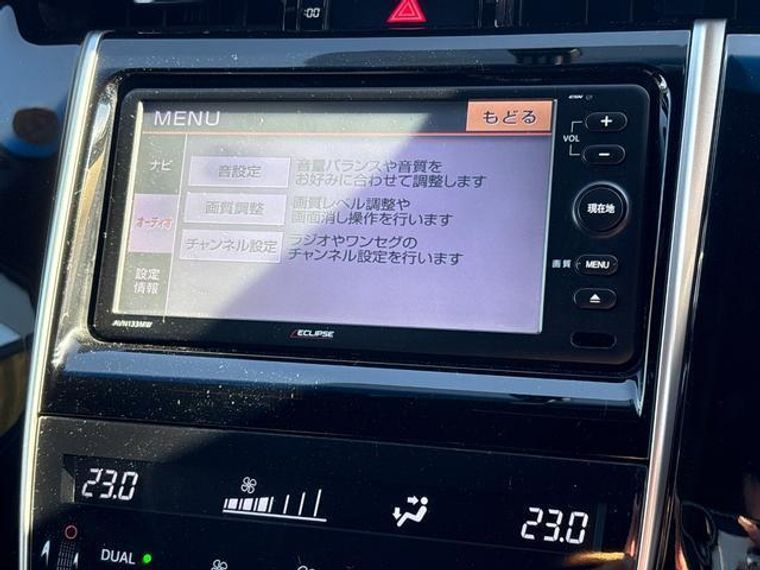 :00
MENU
もどる
ナビ
音設定
音量バランスや音質を
お好みに合わせて調整します
オーディオ
画質調整
画質レベル調整や
画面消し操作を行います
チャンネル設定
ラジオやワンセグの
チャンネル設定を行います
設定
情報
AVN133MW
ECLIPSE
VOL
+
−
現在地
画質
MENU
23.0
23.0
DUAL